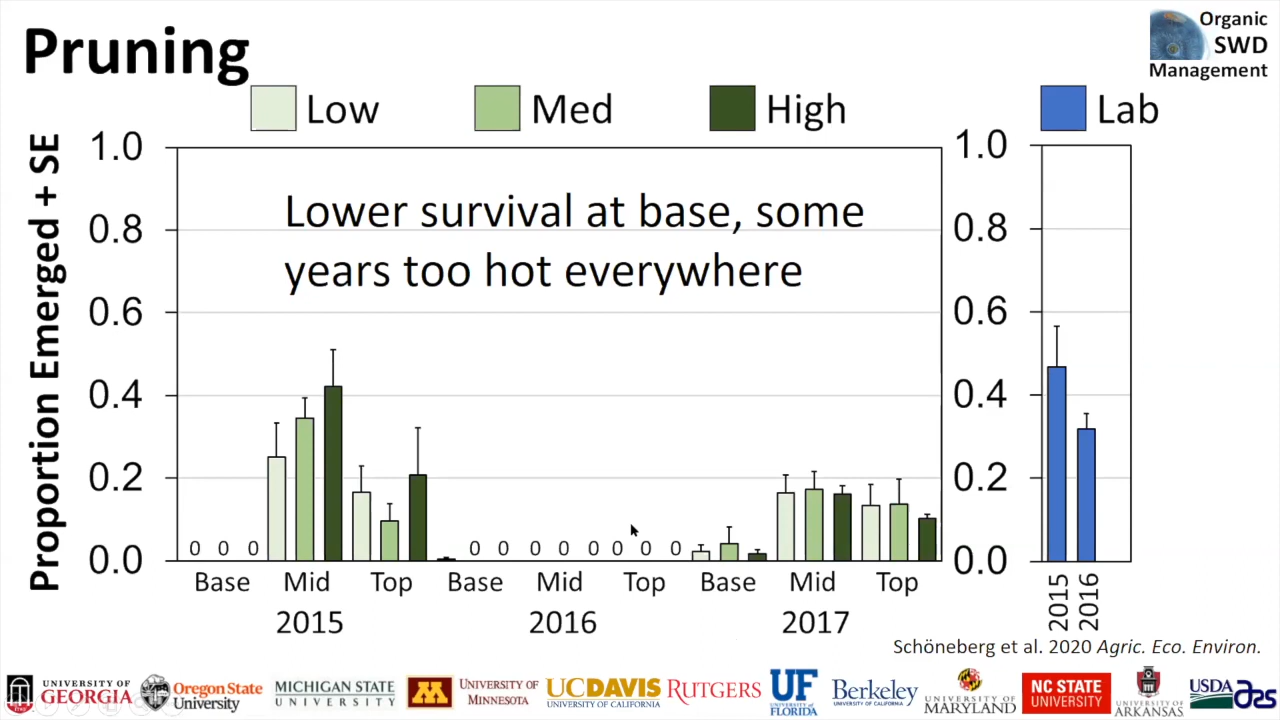 Pruning
Organic
SWD
Management
Low Med High Lab
Proportion Emerged + SE
1.0
0.8
0.6
0.4
0.2
0.0
Lower survival at base, some
years too hot everywhere
0 0 0 0 0 0 0 0 0 0 0
Base Mid Top Base Mid Top Base Mid Top
2015 2016 2017
1.0
0.8
0.6
0.4
0.2
0.0
2015
2016
Schöneberg et al. 2020 Agric. Eco. Environ.
UNIVERSITY OF
GEORGIA
Oregon State
University
MICHIGAN STATE
UNIVERSITY
M
UNIVERSITY OF
MINNESOTA
UC DAVIS
UNIVERSITY OF CALIFORNIA
RUTGERS
UF
UNIVERSITY of
FLORIDA
Berkeley
UNIVERSITY OF CALIFORNIA
UNIVERSITY OF
MARYLAND
NC STATE
UNIVERSITY
UNIVERSITY OF
ARKANSAS
USDA
ars